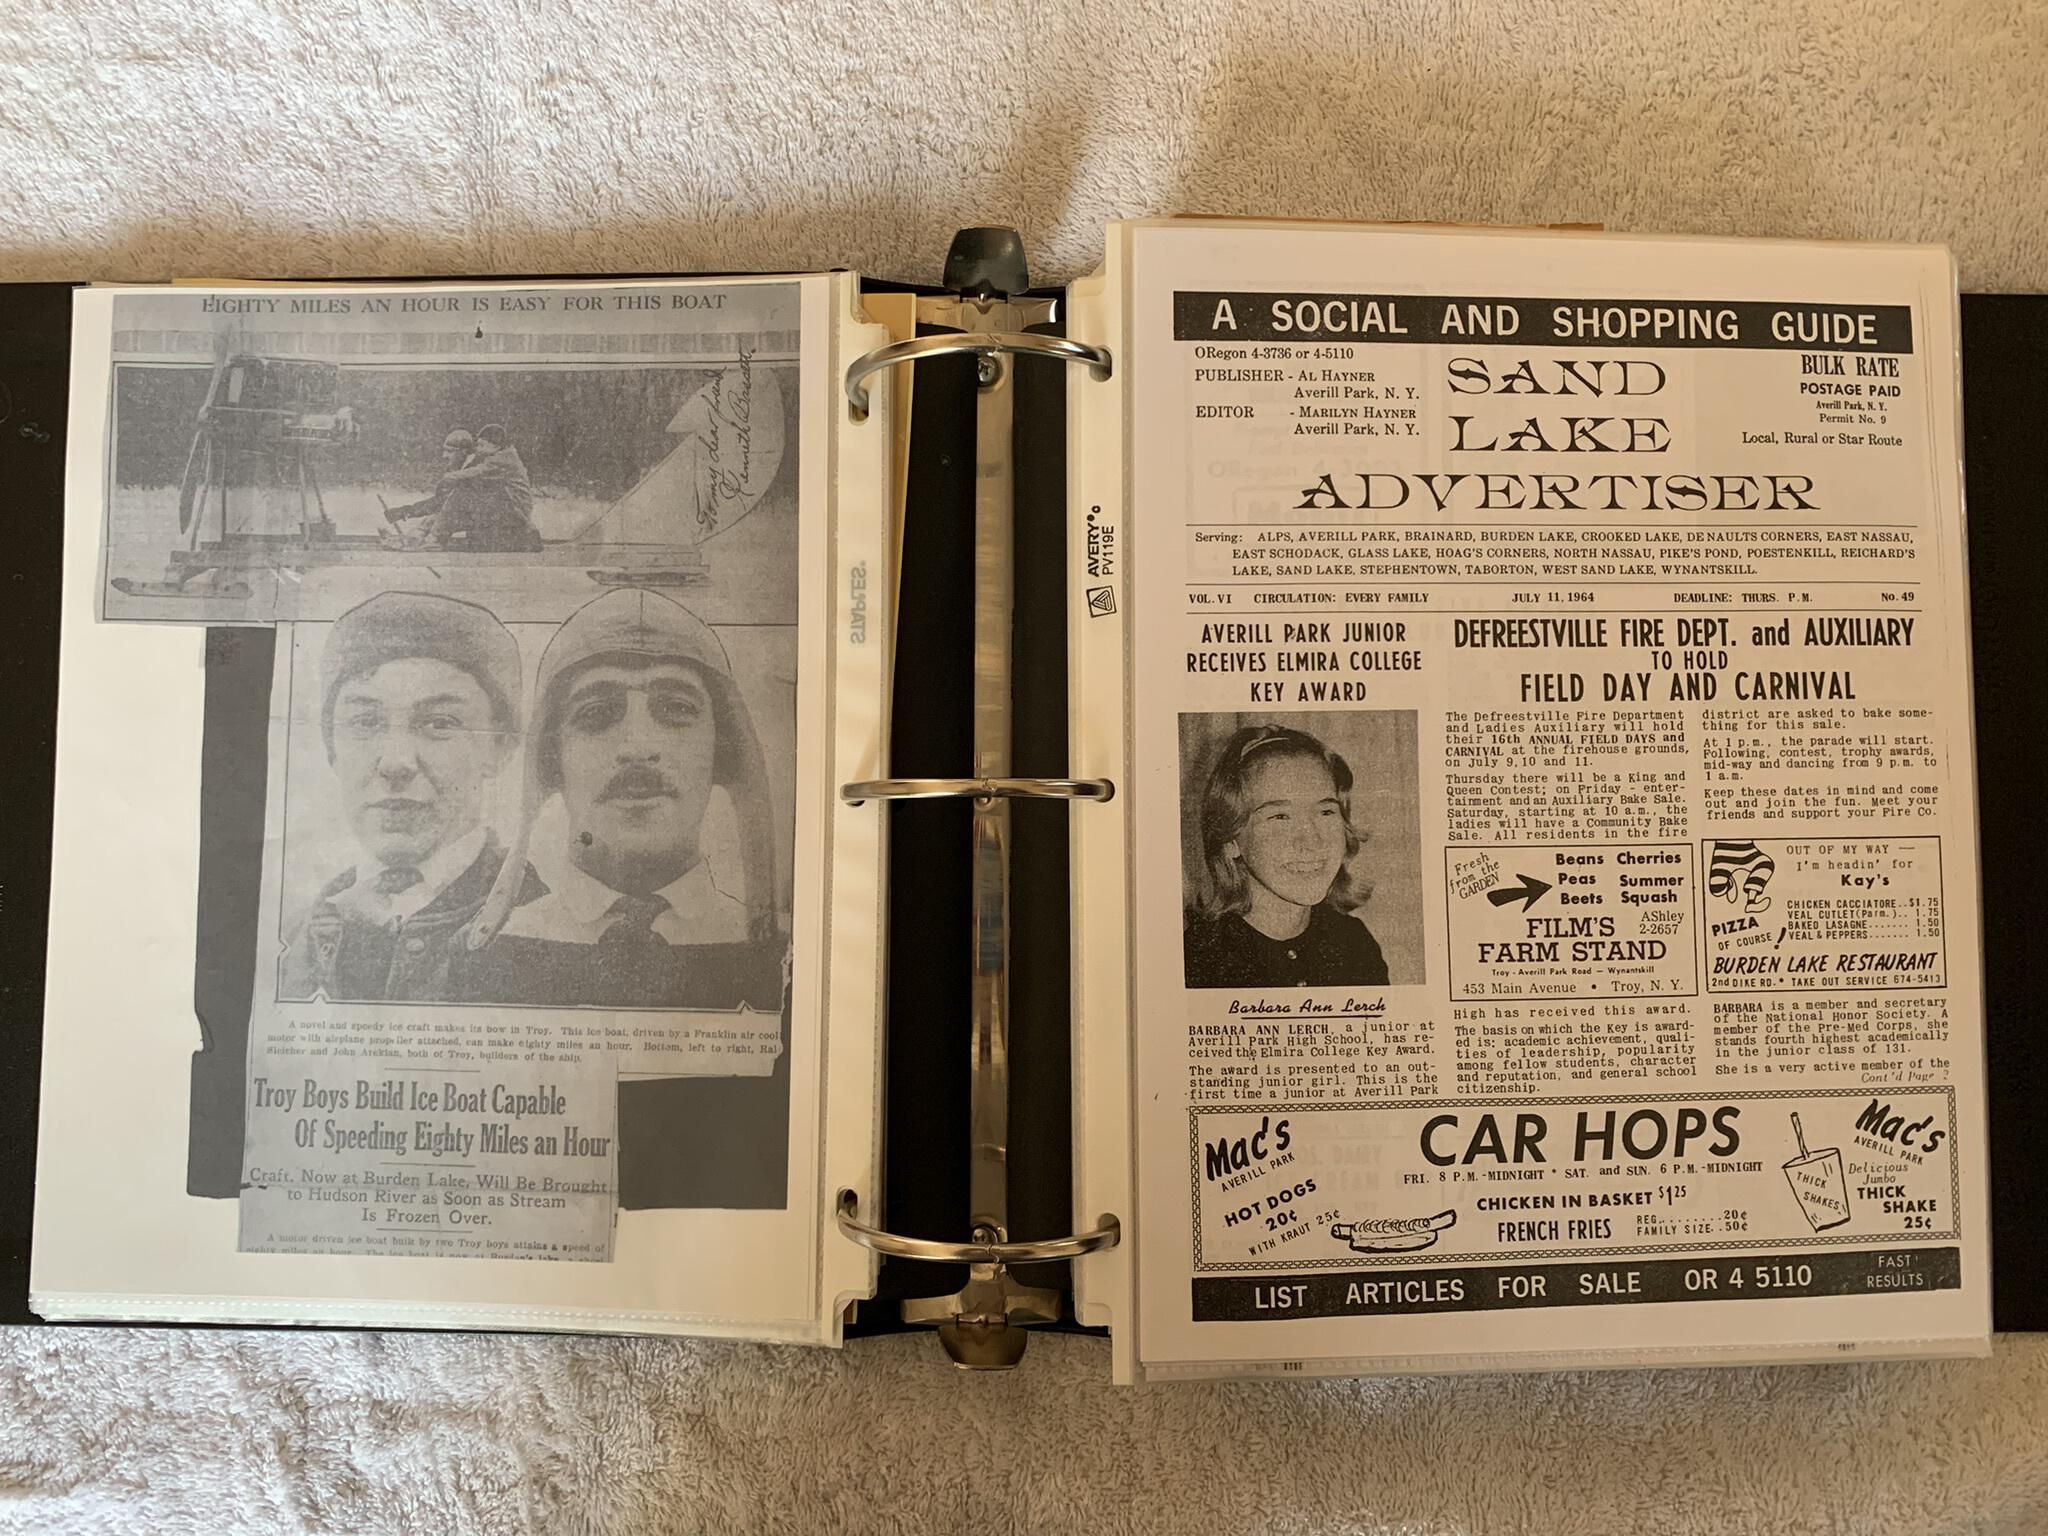 EIGHTY MILES AN HOUR IS EASY FOR THIS BOAT
To my dear friend
Kenneth Bassett
A novel and speedy ice craft makes its bow in Troy. This ice boat, driven by a Franklin air cool
motor with airplane propeller attached, can make eighty miles an hour. Bottom, left to right, Ral
Sleicher and John Arekian, both of Troy, builders of the ship.
Troy Boys Build Ice Boat Capable
Of Speeding Eighty Miles an Hour
Craft, Now at Burden Lake, Will Be Brought
to Hudson River as Soon as Stream
Is Frozen Over.
A motor driven ice boat built by two Troy boys attains a speed of
eighty miles an hour. The ice boat is now at Burden's lake, a short
STAPLES
AVERY
PV119E
A SOCIAL AND SHOPPING GUIDE
ORegon 4-3736 or 4-5110
PUBLISHER - AL HAYNER
Averill Park, N. Y.
EDITOR - MARILYN HAYNER
Averill Park, N. Y.
SAND
LAKE
ADVERTISER
BULK RATE
POSTAGE PAID
Averill Park, N. Y.
Permit No. 9
Local, Rural or Star Route
Serving: ALPS, AVERILL PARK, BRAINARD, BURDEN LAKE, CROOKED LAKE, DE NAULTS CORNERS, EAST NASSAU,
EAST SCHODACK, GLASS LAKE, HOAG'S CORNERS, NORTH NASSAU, PIKE'S POND, POESTENKILL, REICHARD'S
LAKE, SAND LAKE, STEPHENTOWN, TABORTON, WEST SAND LAKE, WYNANTSKILL.
VOL. VI CIRCULATION: EVERY FAMILY JULY 11, 1964 DEADLINE: THURS. P. M. No. 49
AVERILL PARK JUNIOR
RECEIVES ELMIRA COLLEGE
KEY AWARD
Barbara Ann Lerch
BARBARA ANN LERCH, a junior at
Averill Park High School, has re-
ceived the Elmira College Key Award.
The award is presented to an out-
standing junior girl. This is the
first time a junior at Averill Park
DEFREESTVILLE FIRE DEPT. and AUXILIARY
TO HOLD
FIELD DAY AND CARNIVAL
The Defreestville Fire Department
and Ladies Auxiliary will hold
their 16th ANNUAL FIELD DAYS and
CARNIVAL at the firehouse grounds,
on July 9, 10 and 11.
Thursday there will be a King and
Queen Contest; on Friday - enter-
tainment and an Auxiliary Bake Sale.
Saturday, starting at 10 a.m., the
ladies will have a Community Bake
Sale. All residents in the fire
district are asked to bake some-
thing for this sale.
At 1 p.m., the parade will start.
Following, contest, trophy awards,
mid-way and dancing from 9 p.m. to
1 a.m.
Keep these dates in mind and come
out and join the fun. Meet your
friends and support your Fire Co.
Fresh
from the
GARDEN
Beans Cherries
Peas Summer
Beets Squash
FILM'S
FARM STAND
AShley
2-2657
Troy - Averill Park Road — Wynantskill
453 Main Avenue • Troy, N. Y.
OUT OF MY WAY —
I'm headin' for
Kay's
PIZZA
OF COURSE!
CHICKEN CACCIATORE..$1.75
VEAL CUTLET(Parm.).. 1.75
BAKED LASAGNE....... 1.50
VEAL & PEPPERS....... 1.50
BURDEN LAKE RESTAURANT
2nd DIKE RD. * TAKE OUT SERVICE 674-5413
High has received this award.
The basis on which the Key is award-
ed is: academic achievement, quali-
ties of leadership, popularity
among fellow students, character
and reputation, and general school
citizenship.
BARBARA is a member and secretary
of the National Honor Society. A
member of the Pre-Med Corps, she
stands fourth highest academically
in the junior class of 131.
She is a very active member of the
Cont'd Page 2
Mac's
AVERILL PARK
HOT DOGS
20¢
WITH KRAUT 25¢
CAR HOPS
FRI. 8 P.M.-MIDNIGHT * SAT. and SUN. 6 P.M.-MIDNIGHT
CHICKEN IN BASKET $1 25
FRENCH FRIES
REG.........20¢
FAMILY SIZE..50¢
THICK
SHAKES
Mac's
AVERILL PARK
Delicious
Jumbo
THICK
SHAKE
25¢
LIST ARTICLES FOR SALE OR 4 5110
FAST
RESULTS